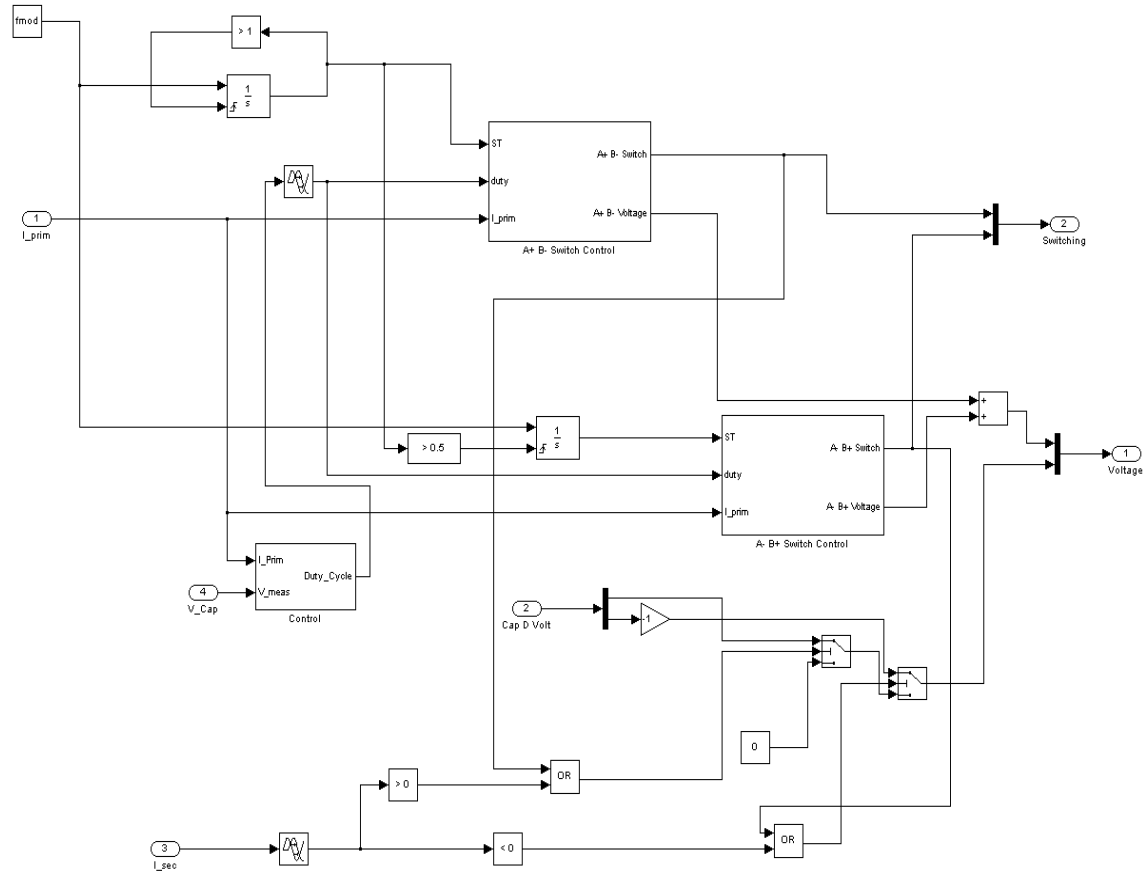 fmod
> 1
1
s
ST
A+ B- Switch
duty
A+ B- Voltage
1
I_prim
I_prim
A+ B- Switch Control
2
Switching
+
+
1
s
> 0.5
ST
A- B+ Switch
1
Voltage
duty
A- B+ Voltage
I_prim
A- B+ Switch Control
I_Prim
Duty_Cycle
4
V_meas
V_Cap
Control
2
Cap D Volt
-1
0
> 0
OR
3
I_sec
< 0
OR